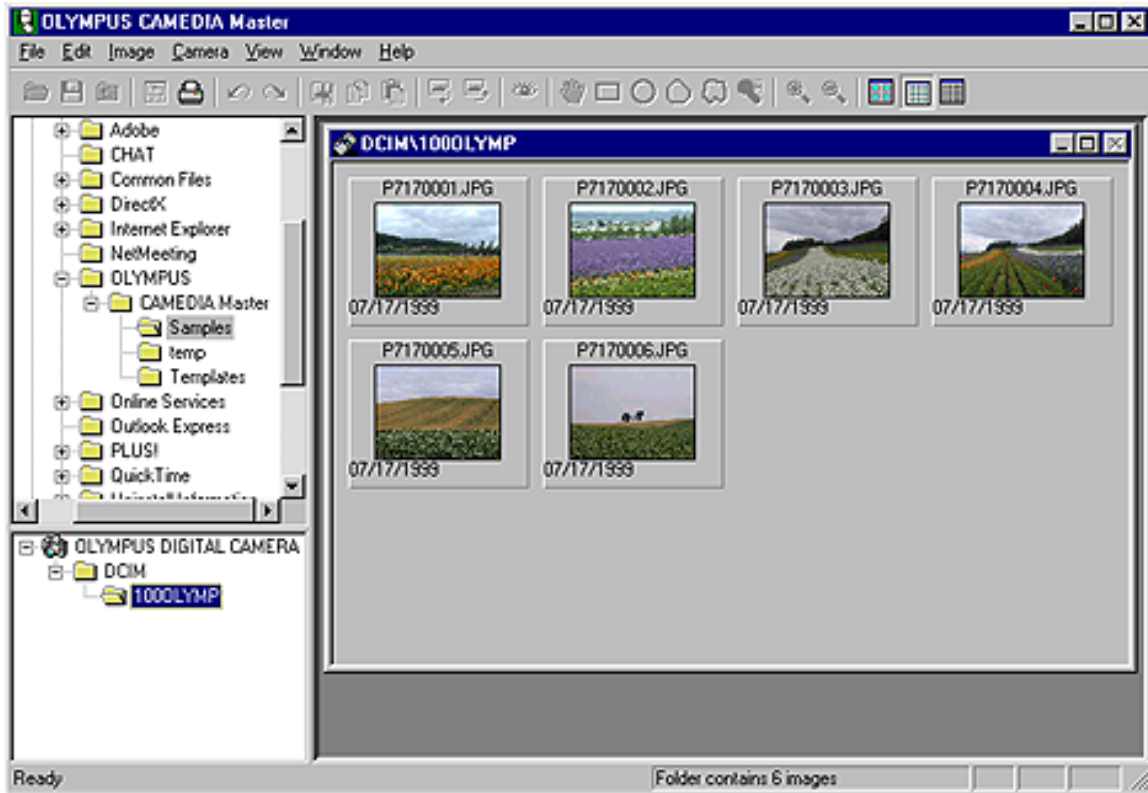 OLYMPUS CAMEDIA Master
File Edit Image Camera View Window Help
Adobe
CHAT
Common Files
DirectX
Internet Explorer
NetMeeting
OLYMPUS
CAMEDIA Master
Samples
temp
Templates
Online Services
Outlook Express
PLUS!
QuickTime
OLYMPUS DIGITAL CAMERA
DCIM
100OLYMP
DCIM\100OLYMP
P7170001.JPG P7170002.JPG P7170003.JPG P7170004.JPG
07/17/1999 07/17/1999 07/17/1999 07/17/1999
P7170005.JPG P7170006.JPG
07/17/1999 07/17/1999
Ready Folder contains 6 images